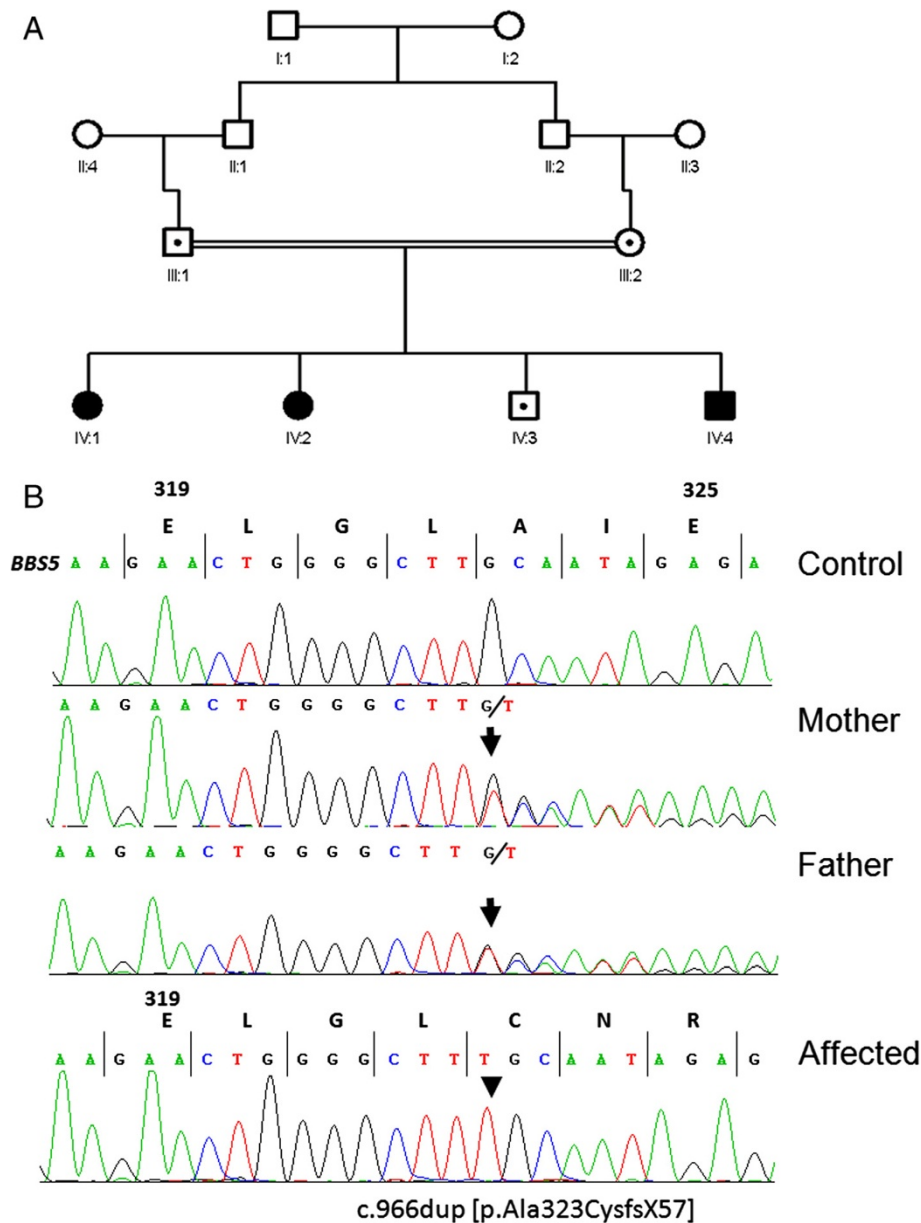 A
I:1 I:2
II:4 II:1 II:2 II:3
III:1 III:2
IV:1 IV:2 IV:3 IV:4
B
319 325
E L G L A I E
BBS5 A A G A A C T G G G G C T T G C A A T A G A G A Control
A A G A A C T G G G G C T T G/T
Mother
A A G A A C T G G G G C T T G/T
Father
319
E L G L C N R
A A G A A C T G G G G C T T T G C A A T A G A G Affected
c.966dup [p.Ala323CysfsX57]